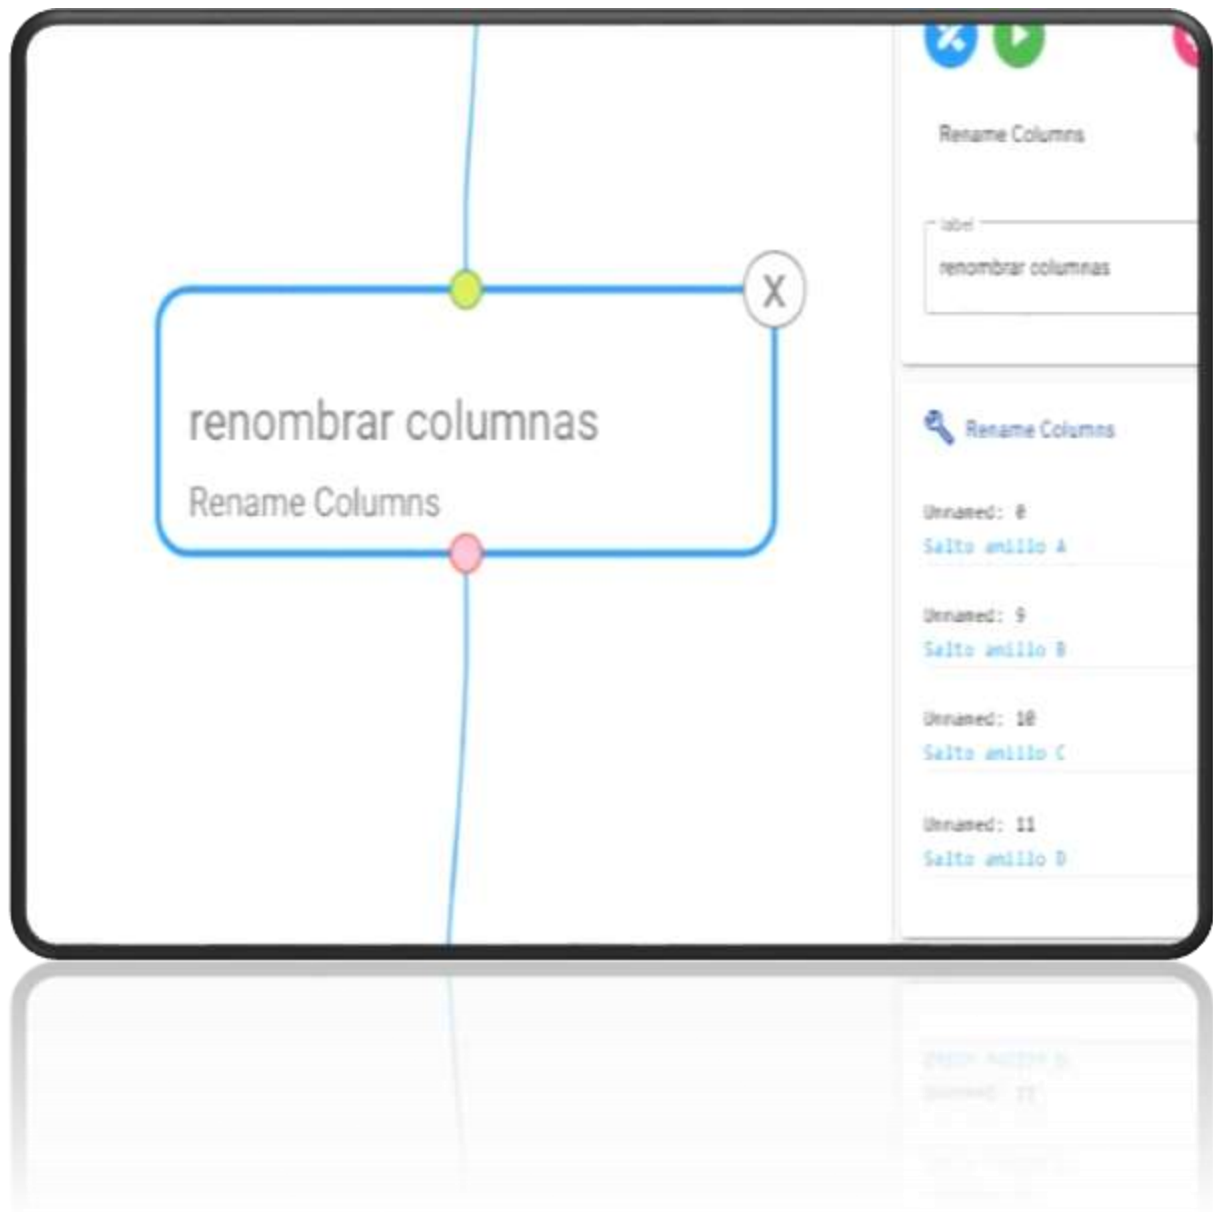 Rename Columns
label
renombrar columnas
X
renombrar columnas
Rename Columns
Rename Columns
Unnamed: 0
Salto anillo A
Unnamed: 9
Salto anillo B
Unnamed: 10
Salto anillo C
Unnamed: 11
Salto anillo D